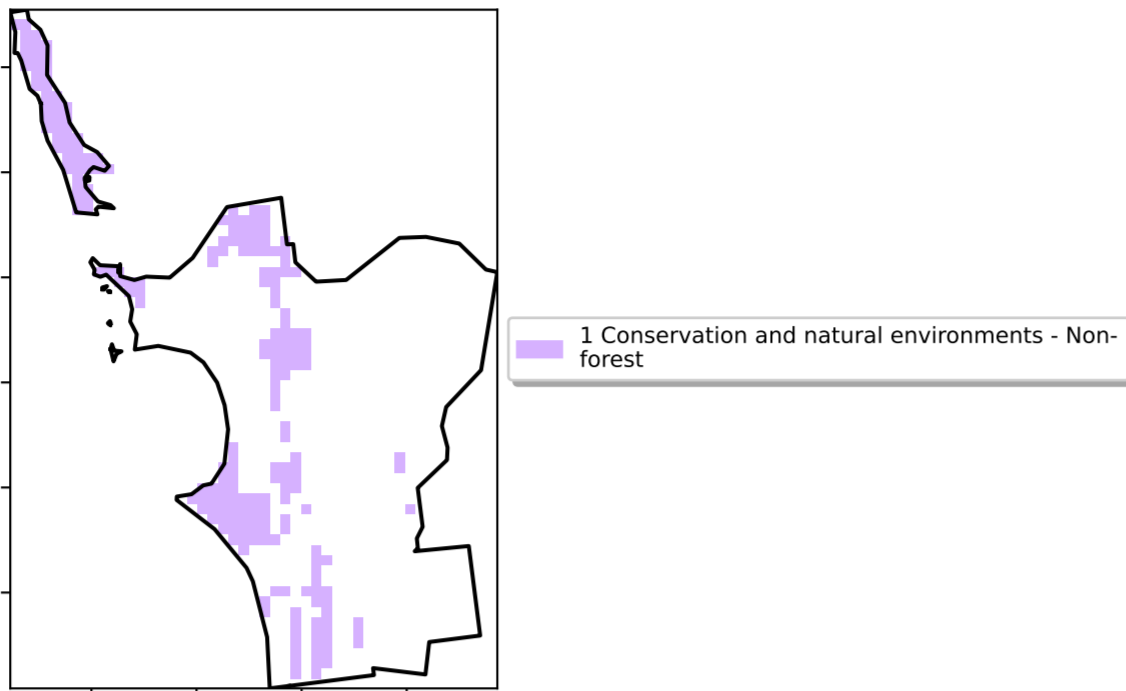 1 Conservation and natural environments - Non-
forest